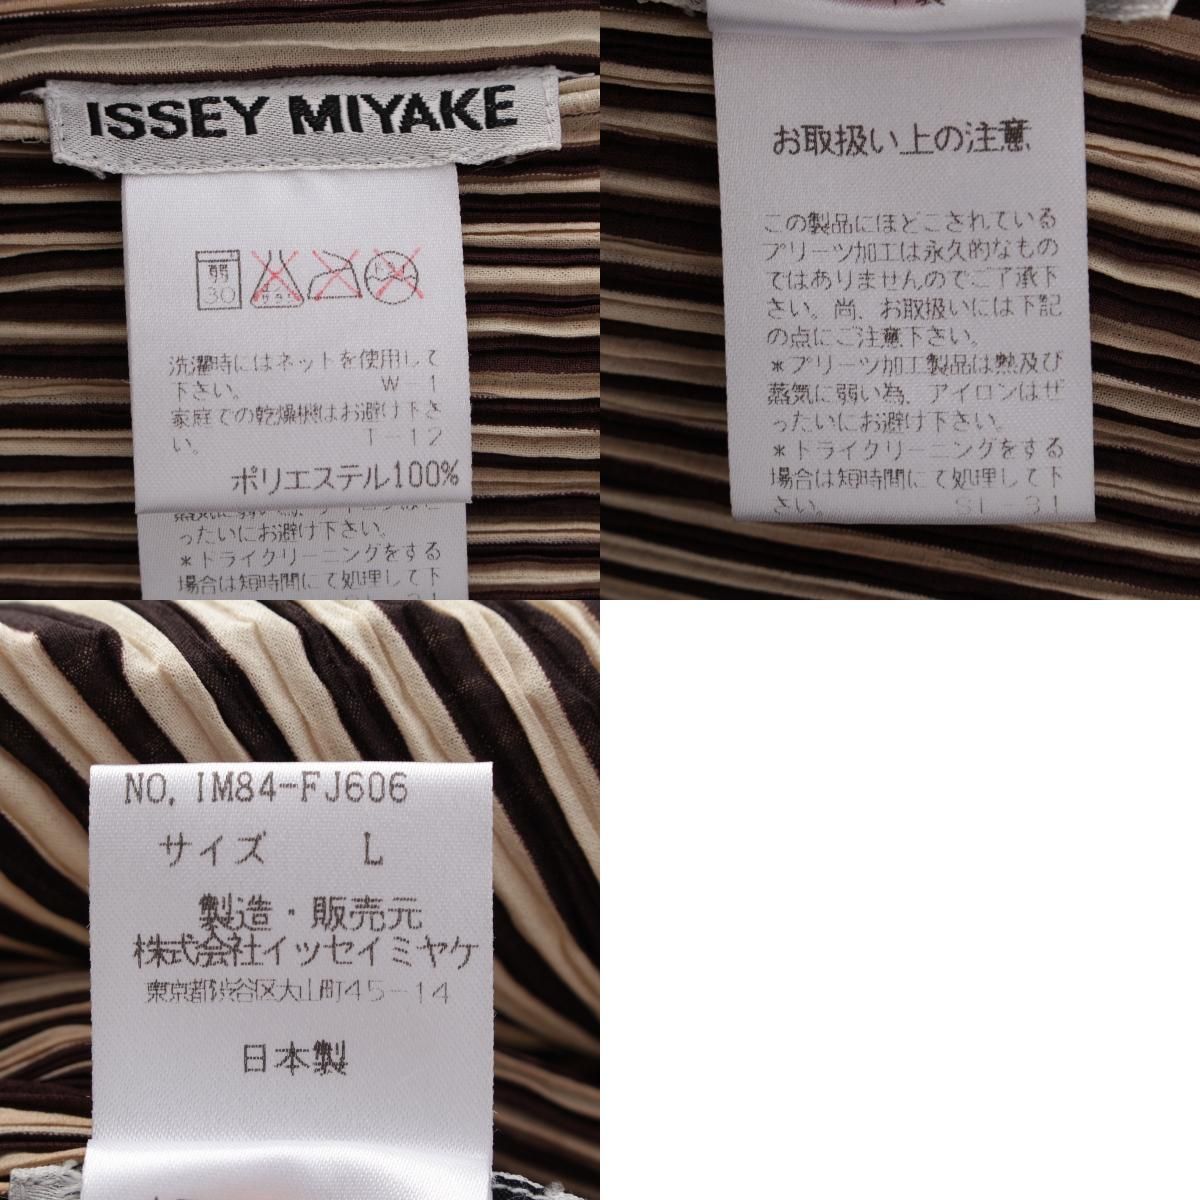 ISSEY MIYAKE
弱
30
洗濯時にはネットを使用して
下さい。 W-1
家庭での乾燥機はお避け下さ
い。 T-12
ポリエステル100%
ったいにお避け下さい。
*ドライクリーニングをする
場合は短時間にて処理して下
お取扱い上の注意
この製品にほどこされている
プリーツ加工は永久的なもの
ではありませんのでご了承下
さい。尚、お取扱いには下記
の点にご注意下さい。
*プリーツ加工製品は熱及び
蒸気に弱い為、アイロンはぜ
ったいにお避け下さい。
*ドライクリーニングをする
場合は短時間にて処理して下
さい。 SI-31
NO. IM84-FJ606
サイズ L
製造・販売元
株式会社イッセイミヤケ
東京都渋谷区大山町45-14
日本製